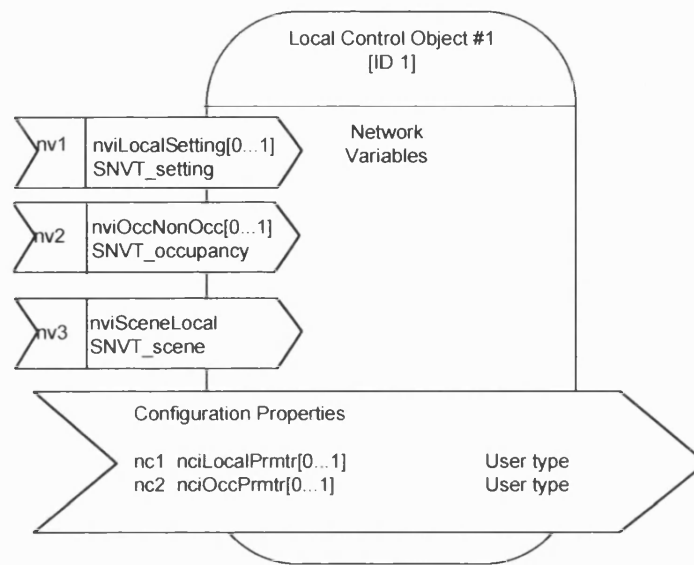 Local Control Object #1
[ID 1]
Network
Variables
nv1
nviLocalSetting[0...1]
SNVT_setting
nv2
nviOccNonOcc[0...1]
SNVT_occupancy
nv3
nviSceneLocal
SNVT_scene
Configuration Properties
nc1 nciLocalPrmtr[0...1] User type
nc2 nciOccPrmtr[0...1] User type